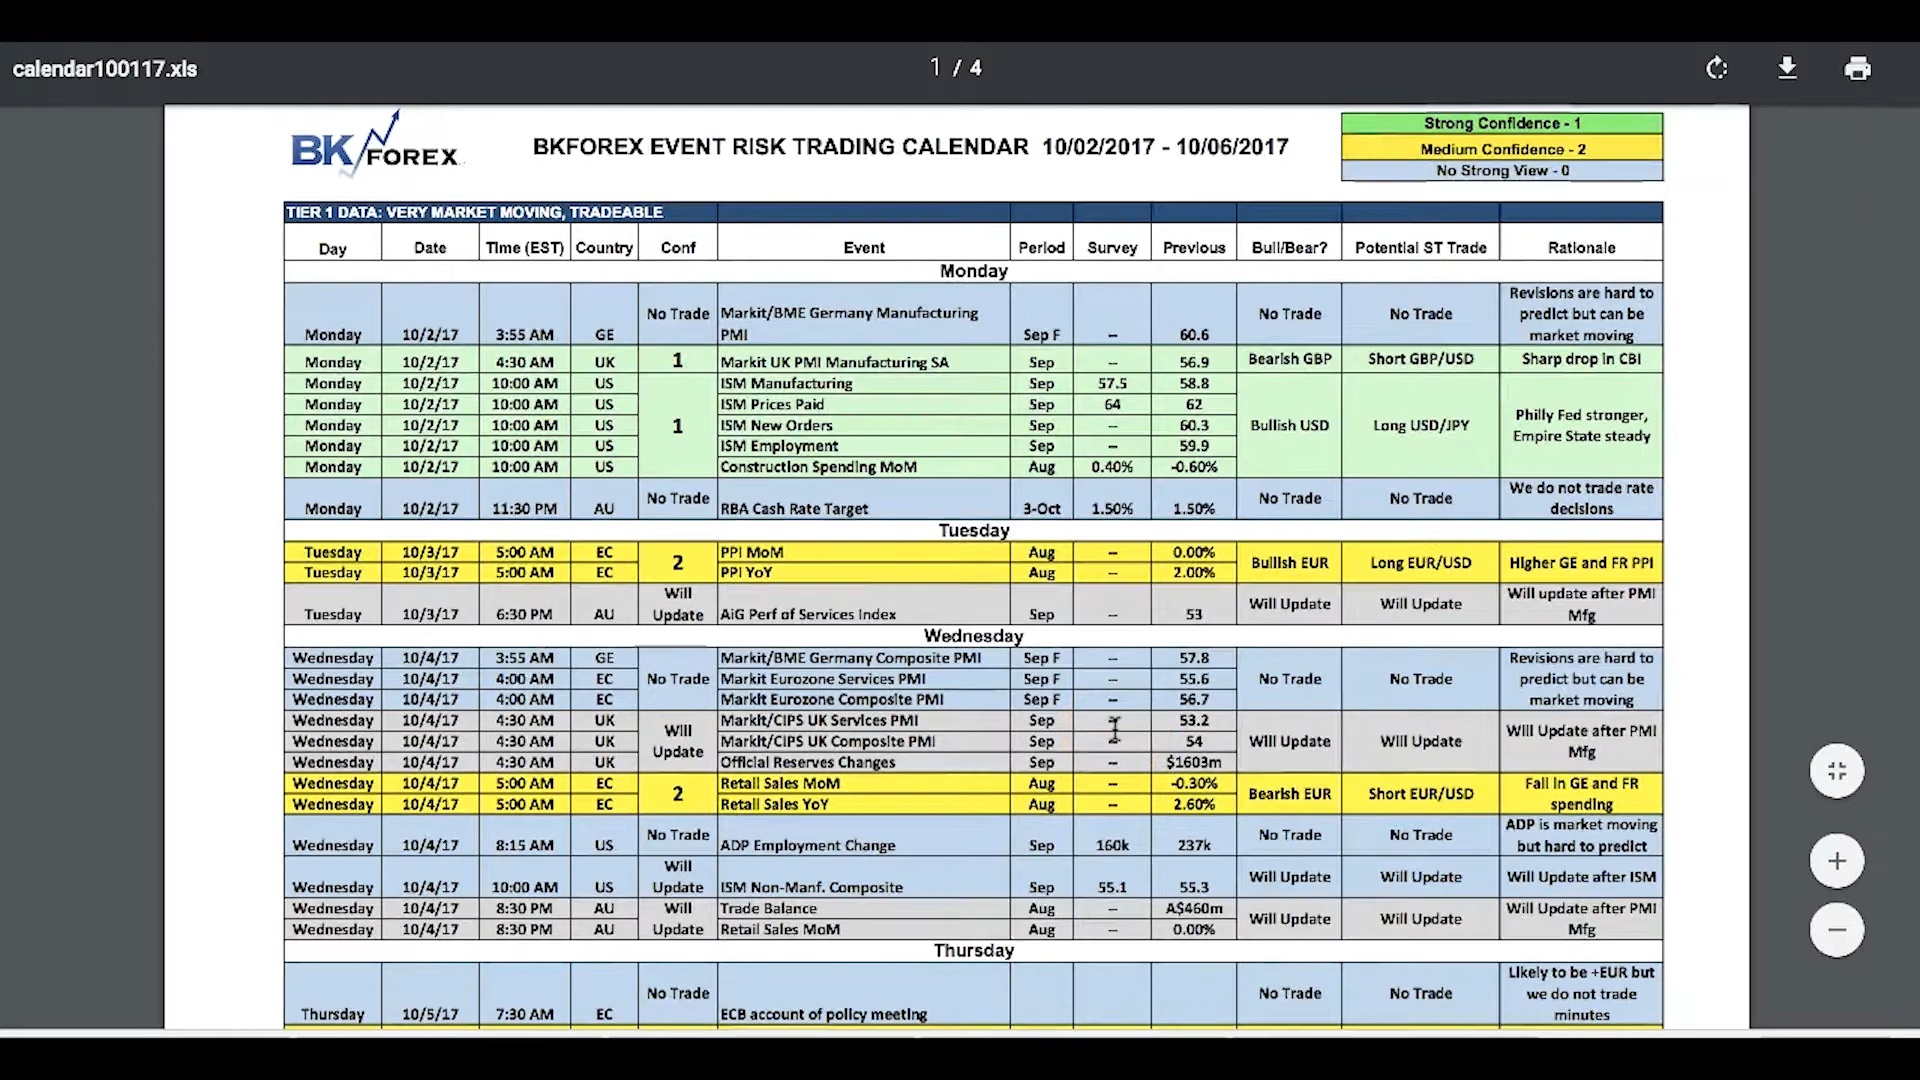 calendar100117.xls
1 / 4
BK FOREX
BKFOREX EVENT RISK TRADING CALENDAR 10/02/2017 - 10/06/2017
Strong Confidence - 1
Medium Confidence - 2
No Strong View - 0
TIER 1 DATA: VERY MARKET MOVING, TRADEABLE
Day Date Time (EST) Country Conf Event Period Survey Previous Bull/Bear? Potential ST Trade Rationale
Monday
Monday 10/2/17 3:55 AM GE No Trade Markit/BME Germany Manufacturing PMI Sep F -- 60.6 No Trade No Trade Revisions are hard to predict but can be market moving
Monday 10/2/17 4:30 AM UK 1 Markit UK PMI Manufacturing SA Sep -- 56.9 Bearish GBP Short GBP/USD Sharp drop in CBI
Monday 10/2/17 10:00 AM US ISM Manufacturing Sep 57.5 58.8
Monday 10/2/17 10:00 AM US ISM Prices Paid Sep 64 62
Monday 10/2/17 10:00 AM US 1 ISM New Orders Sep -- 60.3 Bullish USD Long USD/JPY Philly Fed stronger, Empire State steady
Monday 10/2/17 10:00 AM US ISM Employment Sep -- 59.9
Monday 10/2/17 10:00 AM US Construction Spending MoM Aug 0.40% -0.60%
Monday 10/2/17 11:30 PM AU No Trade RBA Cash Rate Target 3-Oct 1.50% 1.50% No Trade No Trade We do not trade rate decisions
Tuesday
Tuesday 10/3/17 5:00 AM EC 2 PPI MoM Aug -- 0.00% Bullish EUR Long EUR/USD Higher GE and FR PPI
Tuesday 10/3/17 5:00 AM EC PPI YoY Aug -- 2.00%
Tuesday 10/3/17 6:30 PM AU Will Update AiG Perf of Services Index Sep -- 53 Will Update Will Update Will update after PMI Mfg
Wednesday
Wednesday 10/4/17 3:55 AM GE Markit/BME Germany Composite PMI Sep F -- 57.8
Wednesday 10/4/17 4:00 AM EC No Trade Markit Eurozone Services PMI Sep F -- 55.6 No Trade No Trade Revisions are hard to predict but can be market moving
Wednesday 10/4/17 4:00 AM EC Markit Eurozone Composite PMI Sep F -- 56.7
Wednesday 10/4/17 4:30 AM UK Markit/CIPS UK Services PMI Sep -- 53.2
Wednesday 10/4/17 4:30 AM UK Will Update Markit/CIPS UK Composite PMI Sep -- 54 Will Update Will Update Will Update after PMI Mfg
Wednesday 10/4/17 4:30 AM UK Official Reserves Changes Sep -- $1603m
Wednesday 10/4/17 5:00 AM EC 2 Retail Sales MoM Aug -- -0.30% Bearish EUR Short EUR/USD Fall in GE and FR spending
Wednesday 10/4/17 5:00 AM EC Retail Sales YoY Aug -- 2.60%
Wednesday 10/4/17 8:15 AM US No Trade ADP Employment Change Sep 160k 237k No Trade No Trade ADP is market moving but hard to predict
Wednesday 10/4/17 10:00 AM US Will Update ISM Non-Manf. Composite Sep 55.1 55.3 Will Update Will Update Will Update after ISM
Wednesday 10/4/17 8:30 PM AU Will Update Trade Balance Aug -- A$460m Will Update Will Update Will Update after PMI Mfg
Wednesday 10/4/17 8:30 PM AU Retail Sales MoM Aug -- 0.00%
Thursday
Thursday 10/5/17 7:30 AM EC No Trade ECB account of policy meeting No Trade No Trade Likely to be +EUR but we do not trade minutes